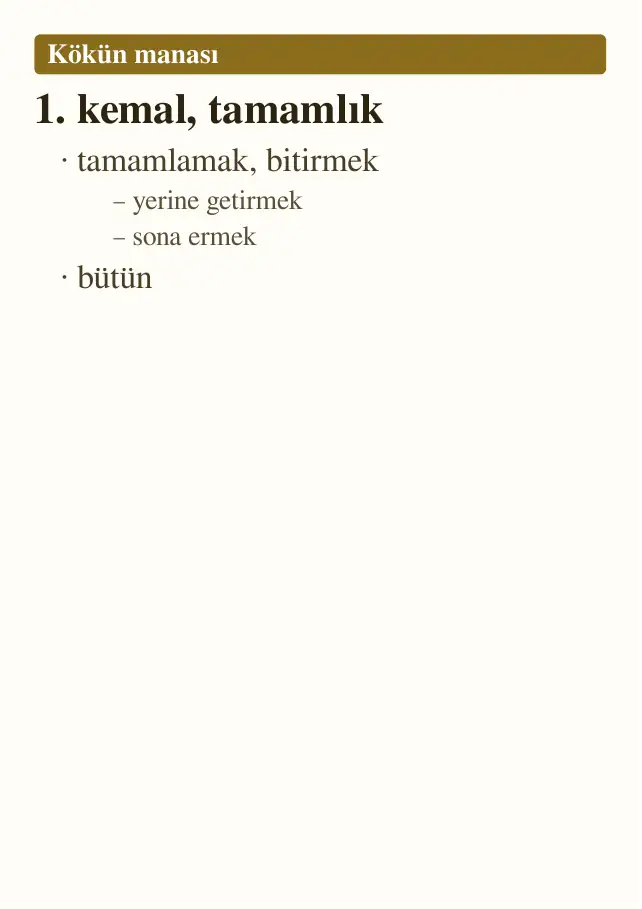 Kökün manası
1. kemal, tamamlık
· tamamlamak, bitirmek
– yerine getirmek
– sona ermek
· bütün